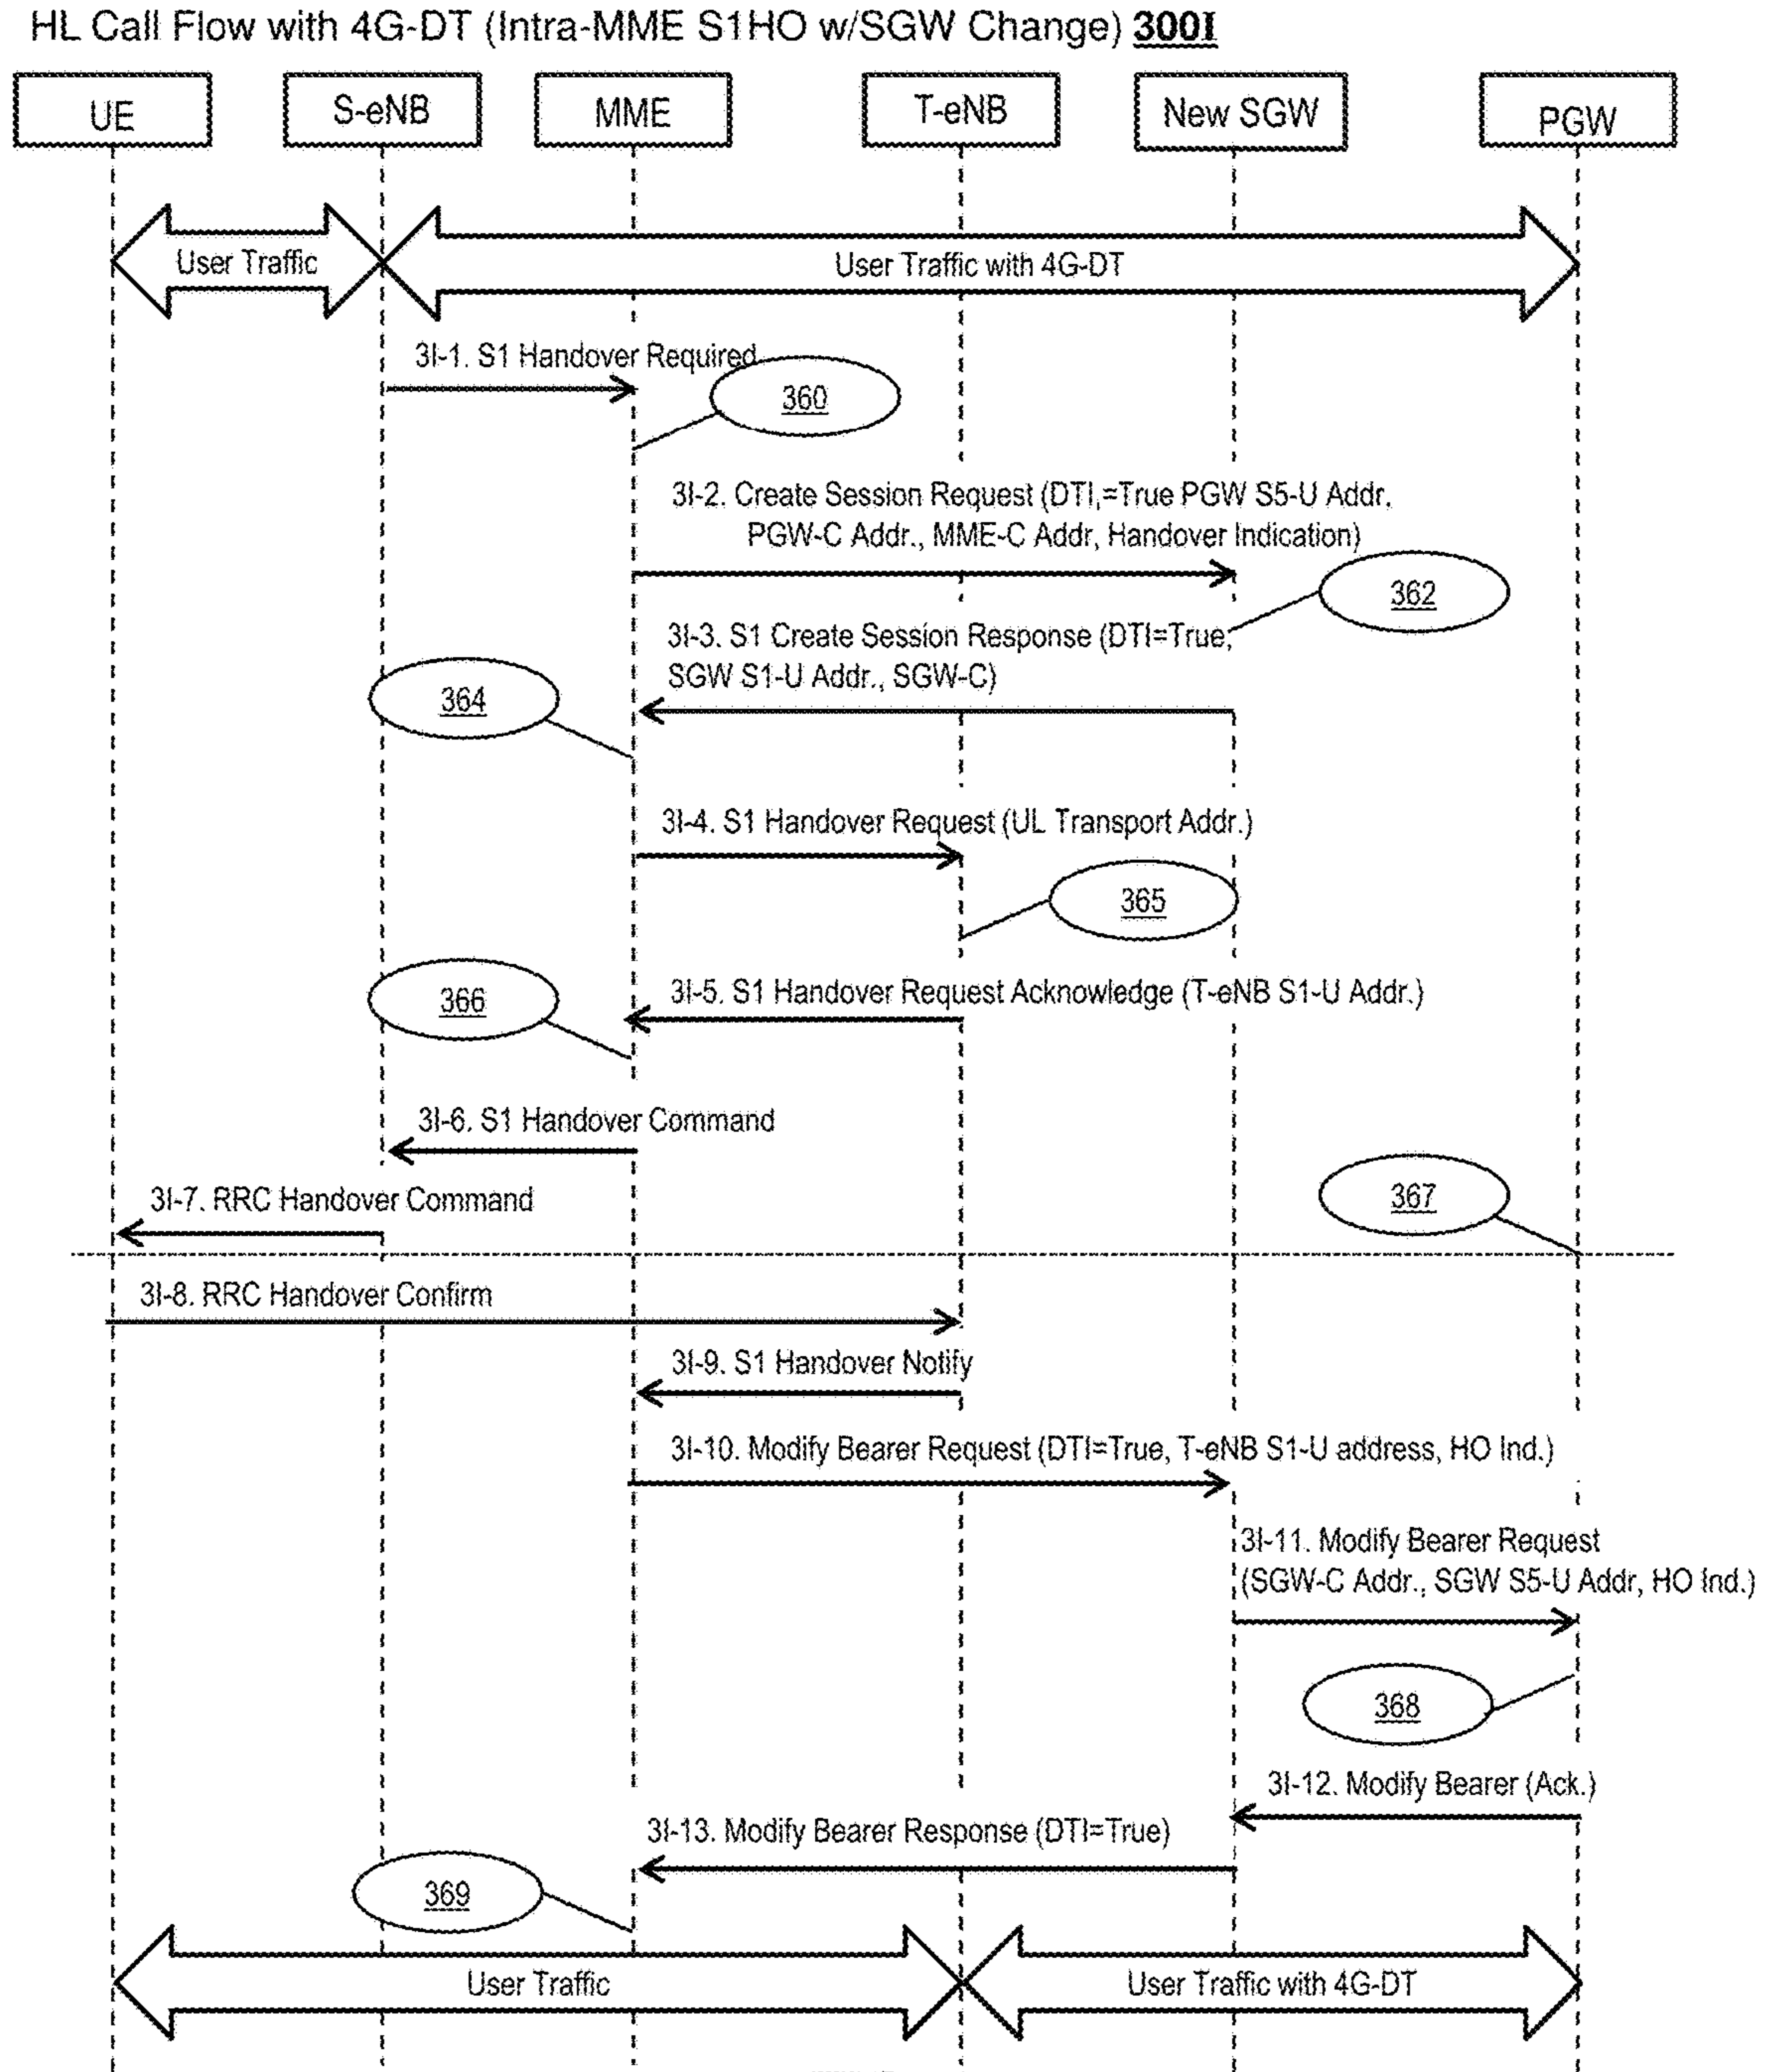 HL Call Flow with 4G-DT (Intra-MME S1HO w/SGW Change) 300I
UE S-eNB MME T-eNB New SGW PGW
User Traffic User Traffic with 4G-DT
3I-1. S1 Handover Required
360
3I-2. Create Session Request (DTI,=True PGW S5-U Addr.
PGW-C Addr., MME-C Addr, Handover Indication)
362
3I-3. S1 Create Session Response (DTI=True,
SGW S1-U Addr., SGW-C)
364
3I-4. S1 Handover Request (UL Transport Addr.)
365
3I-5. S1 Handover Request Acknowledge (T-eNB S1-U Addr.)
366
3I-6. S1 Handover Command
3I-7. RRC Handover Command
367
3I-8. RRC Handover Confirm
3I-9. S1 Handover Notify
3I-10. Modify Bearer Request (DTI=True, T-eNB S1-U address, HO Ind.)
3I-11. Modify Bearer Request
(SGW-C Addr., SGW S5-U Addr, HO Ind.)
368
3I-12. Modify Bearer (Ack.)
3I-13. Modify Bearer Response (DTI=True)
369
User Traffic User Traffic with 4G-DT